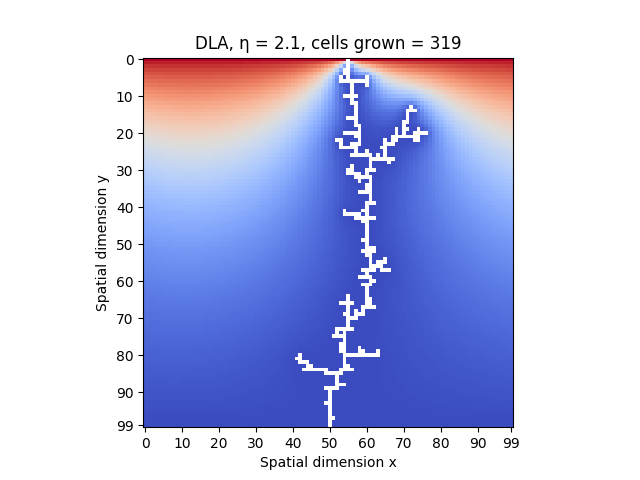 DLA, η = 2.1, cells grown = 319
Spatial dimension y
0
10
20
30
40
50
60
70
80
90
99
0 10 20 30 40 50 60 70 80 90 99
Spatial dimension x